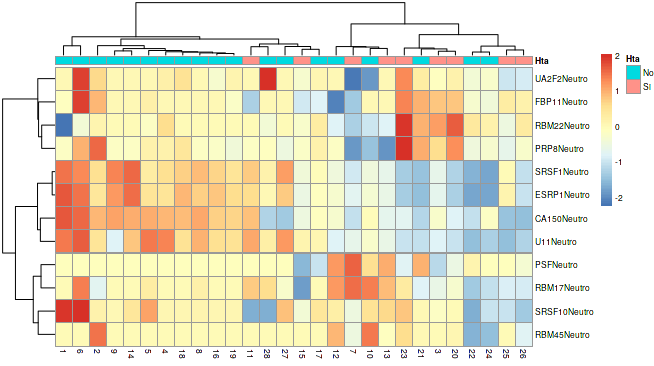 Hta
UA2F2Neutro
FBP11Neutro
RBM22Neutro
PRP8Neutro
SRSF1Neutro
ESRP1Neutro
CA150Neutro
U11Neutro
PSFNeutro
RBM17Neutro
SRSF10Neutro
RBM45Neutro
1 6 2 9 14 5 4 18 8 16 19 11 28 27 15 17 12 7 10 13 23 21 3 20 22 24 25 26
2
1
0
-1
-2
Hta
No
Si